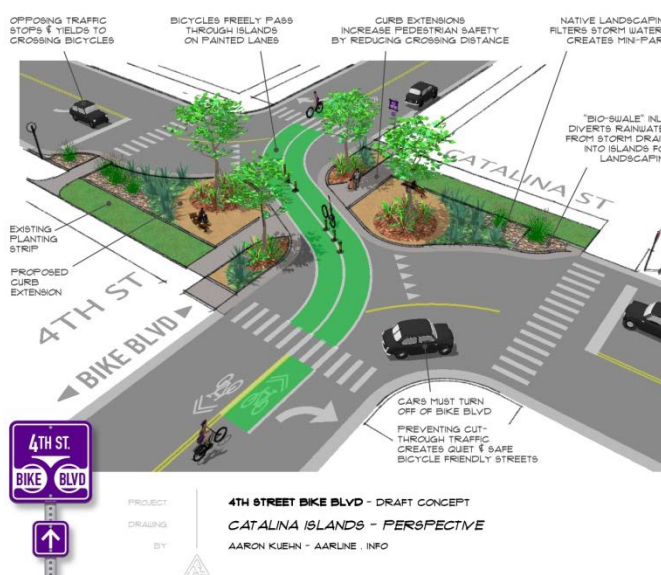 OPPOSING TRAFFIC
STOPS & YIELDS TO
CROSSING BICYCLES
BICYCLES FREELY PASS
THROUGH ISLANDS
ON PAINTED LANES
CURB EXTENSIONS
INCREASE PEDESTRIAN SAFETY
BY REDUCING CROSSING DISTANCE
NATIVE LANDSCAPIN
FILTERS STORM WATER
CREATES MINI-PAR
"BIO-SWALE" INL
DIVERTS RAINWATE
FROM STORM DRAI
INTO ISLANDS FO
LANDSCAPIN
CATALINA ST
EXISTING
PLANTING
STRIP
PROPOSED
CURB
EXTENSION
4TH ST
BIKE BLVD
CARS MUST TURN
OFF OF BIKE BLVD
PREVENTING CUT-
THROUGH TRAFFIC
CREATES QUIET & SAFE
BICYCLE FRIENDLY STREETS
4TH ST.
BIKE BLVD
PROJECT 4TH STREET BIKE BLVD - DRAFT CONCEPT
DRAWING CATALINA ISLANDS - PERSPECTIVE
BY AARON KUEHN - AARLINE . INFO